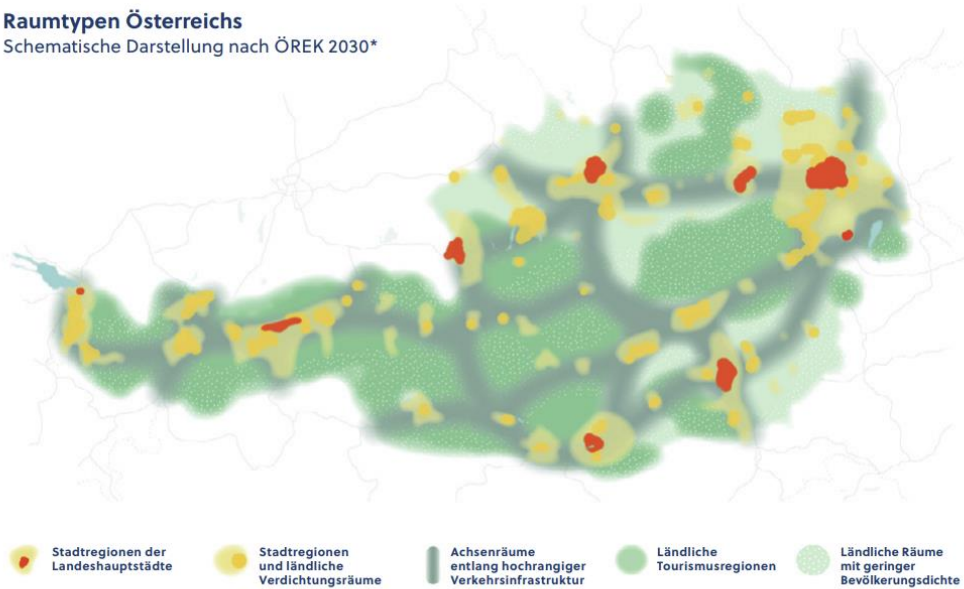 Raumtypen Österreichs
Schematische Darstellung nach ÖREK 2030*
Stadtregionen der
Landeshauptstädte
Stadtregionen
und ländliche
Verdichtungsräume
Achsenräume
entlang hochrangiger
Verkehrsinfrastruktur
Ländliche
Tourismusregionen
Ländliche Räume
mit geringer
Bevölkerungsdichte